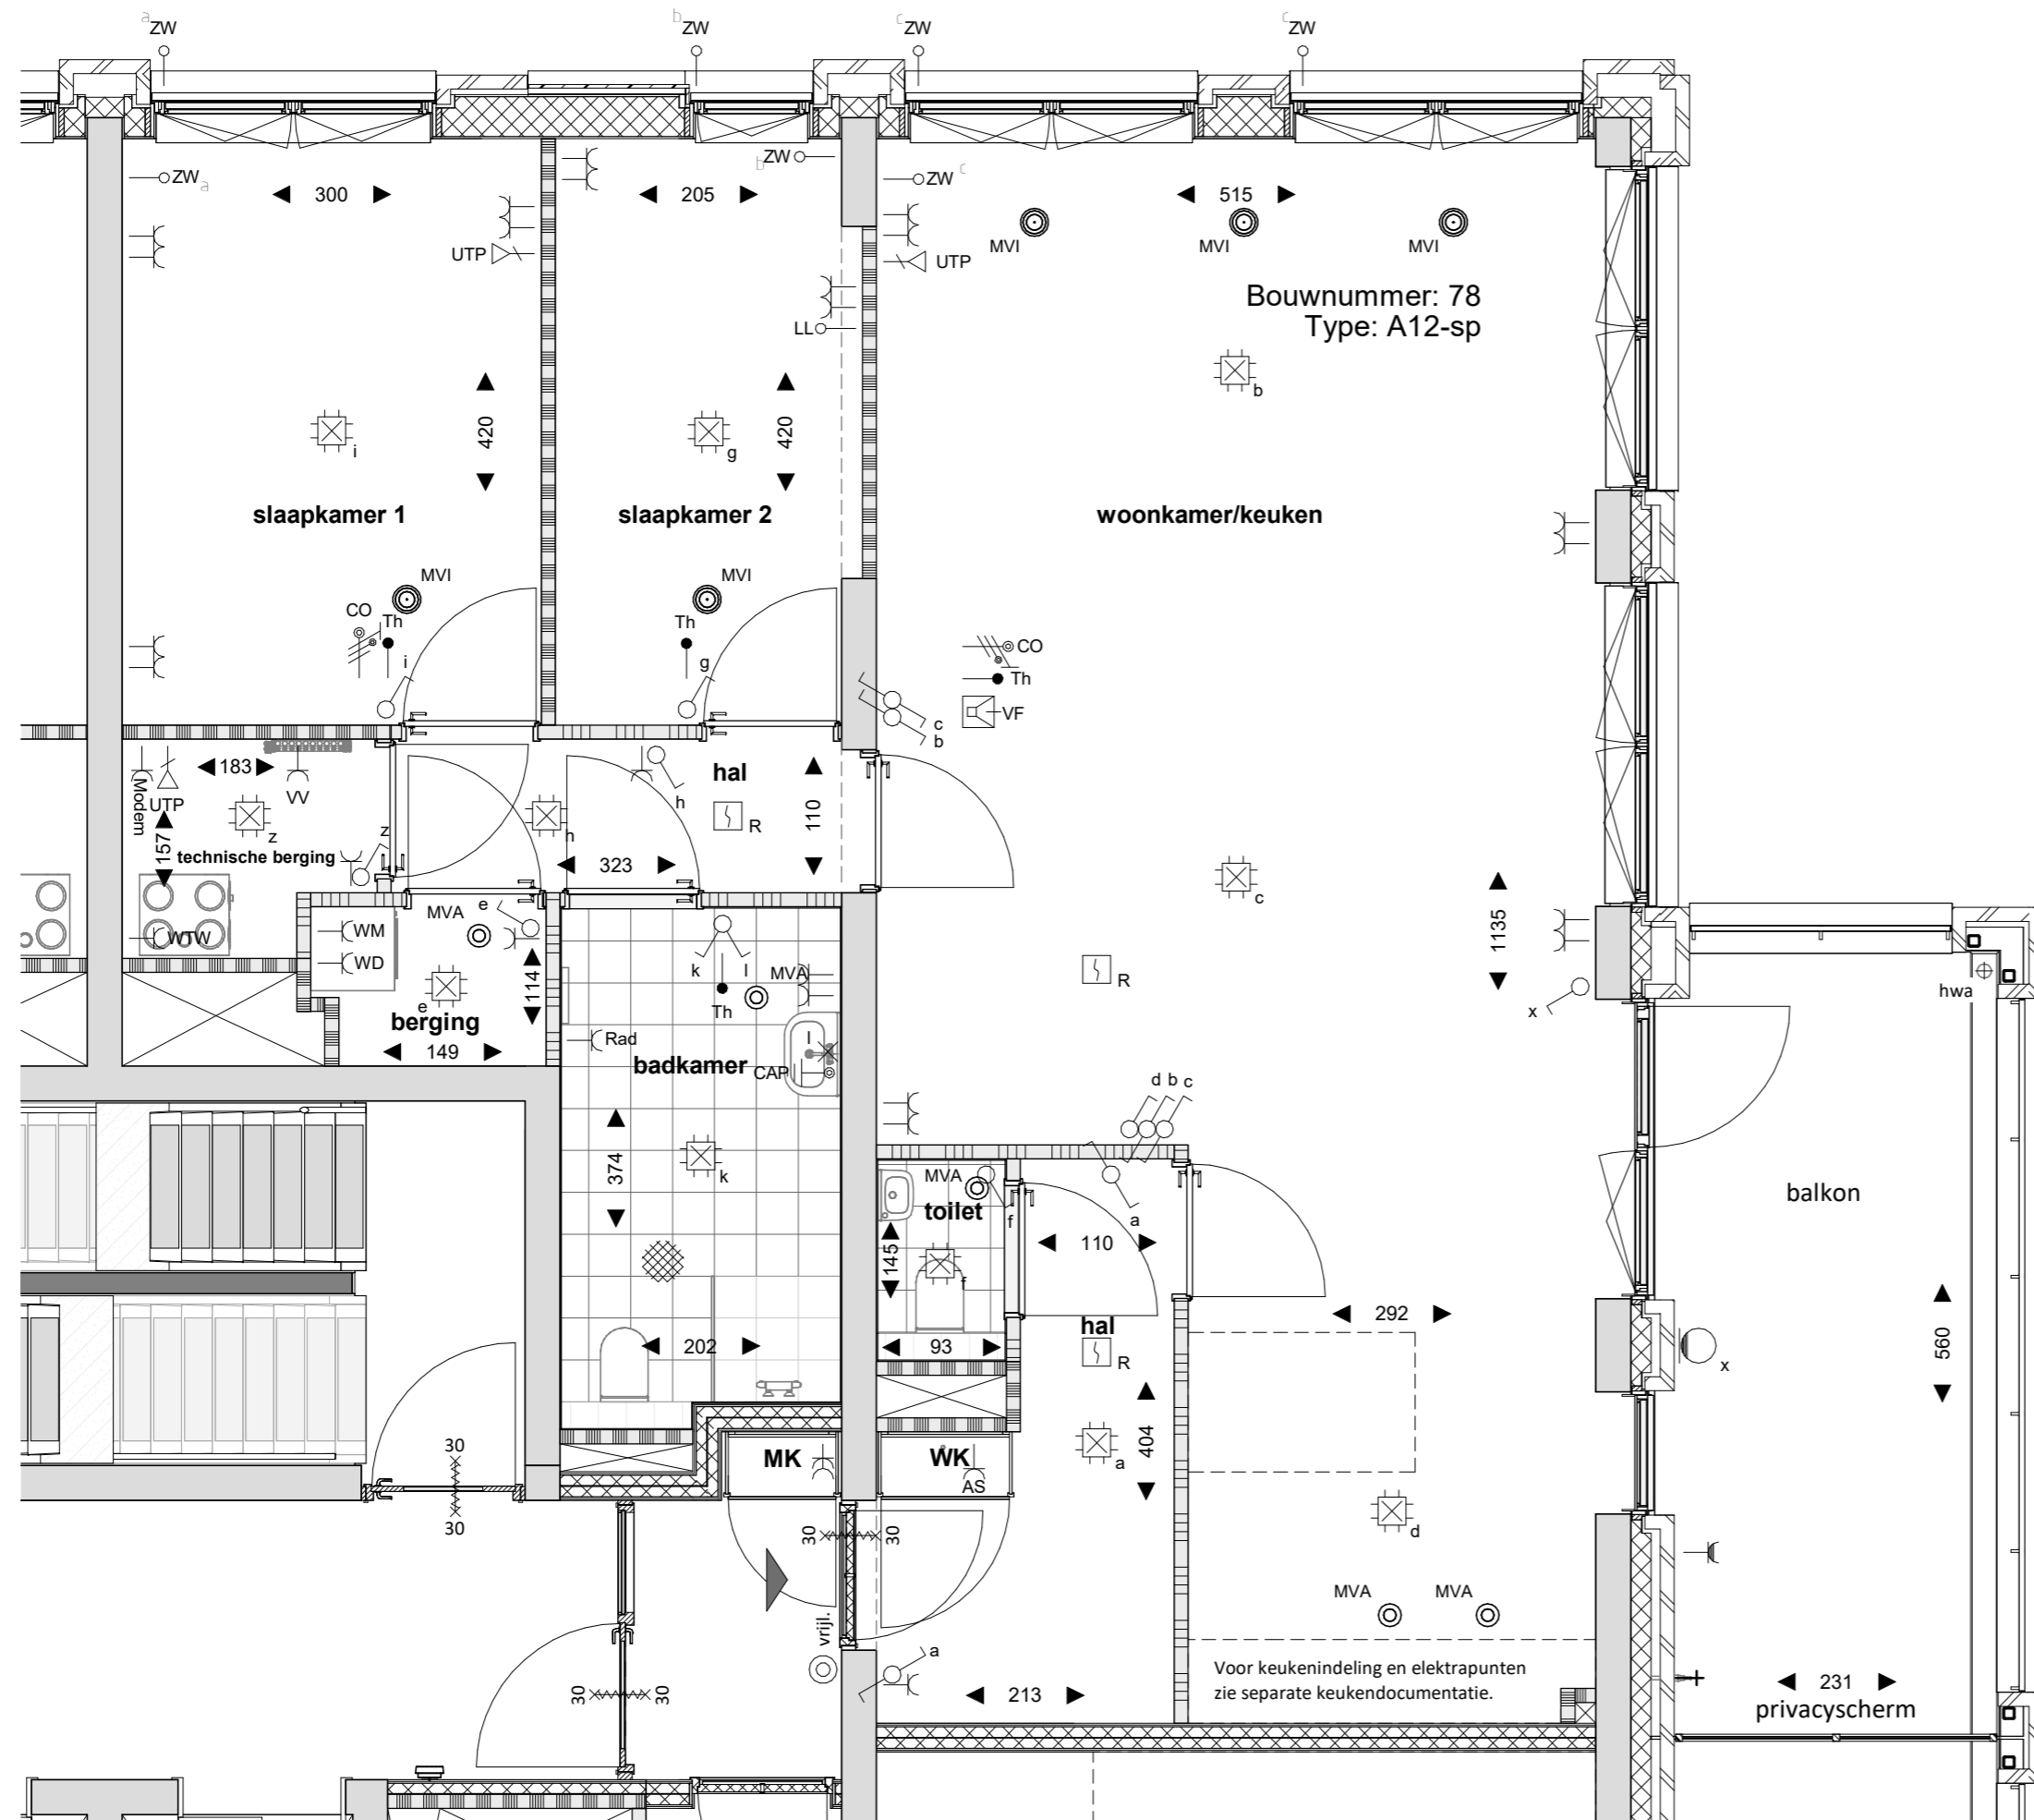 a ZW
b ZW
c ZW
c ZW
ZW a
ZW b
ZW c
300
205
515
UTP
UTP
MVI
MVI
MVI
LL
Bouwnummer: 78
Type: A12-sp
420
420
i
g
b
slaapkamer 1
slaapkamer 2
woonkamer/keuken
MVI
MVI
CO
Th
Th
i
g
CO
Th
VF
c
b
183
VV
UTP
Modem
z
157
technische berging
z
h
h
hal
R
110
323
c
1135
WTW
WM
WD
MVA
e
114
e
berging
149
k
l
MVA
Th
Rad
badkamer
CAP
l
374
k
202
R
x
hwa
d b c
MVA
toilet
f
a
145
f
110
93
hal
R
292
404
a
balkon
560
x
MK
WK
AS
d
30
30
30
30
30
30
MVA
MVA
vrijl.
a
213
Voor keukenindeling en elektrapunten
zie separate keukendocumentatie.
231
privacyscherm